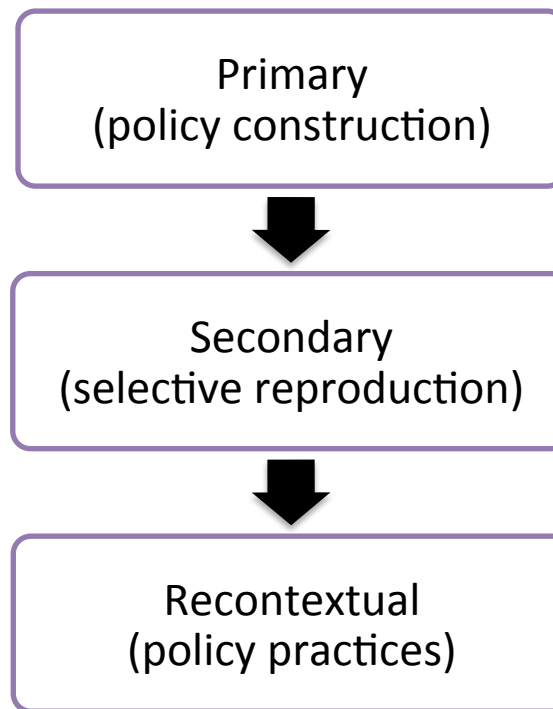 Primary
(policy construction)
Secondary
(selective reproduction)
Recontextual
(policy practices)